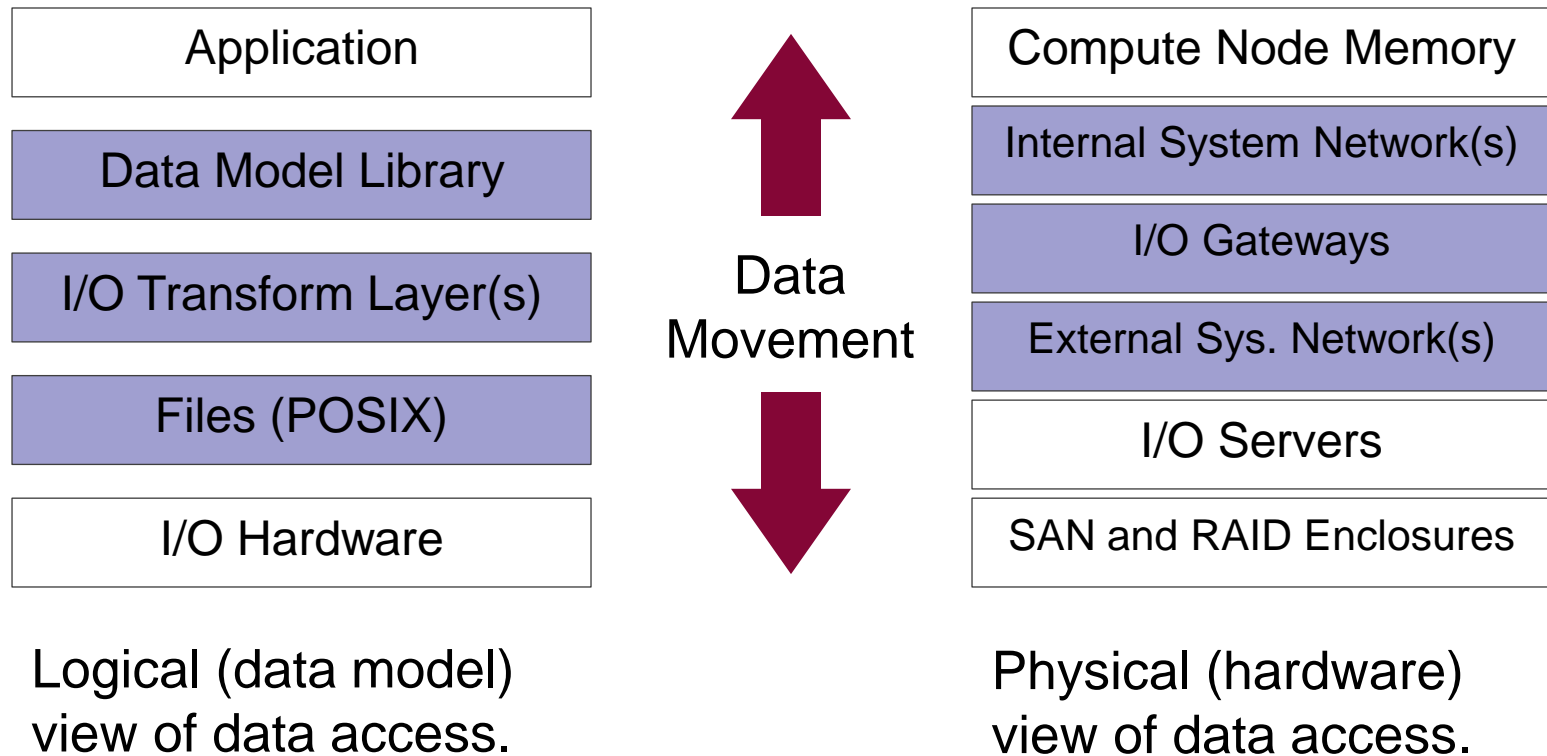 Application
Data Model Library
I/O Transform Layer(s)
Files (POSIX)
I/O Hardware
Logical (data model)
view of data access.
Data
Movement
Compute Node Memory
Internal System Network(s)
I/O Gateways
External Sys. Network(s)
I/O Servers
SAN and RAID Enclosures
Physical (hardware)
view of data access.